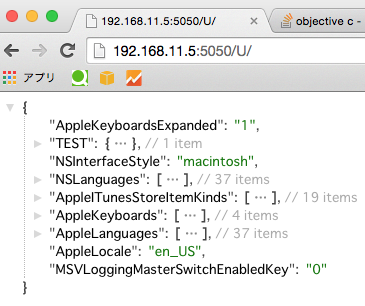 192.168.11.5:5050/U/
objective c -
192.168.11.5:5050/U/
アプリ
{
"AppleKeyboardsExpanded": "1",
"TEST": { ... }, // 1 item
"NSInterfaceStyle": "macintosh",
"NSLanguages": [ ... ], // 37 items
"AppleITunesStoreItemKinds": [ ... ], // 19 items
"AppleKeyboards": [ ... ], // 4 items
"AppleLanguages": [ ... ], // 37 items
"AppleLocale": "en_US",
"MSVLoggingMasterSwitchEnabledKey": "0"
}